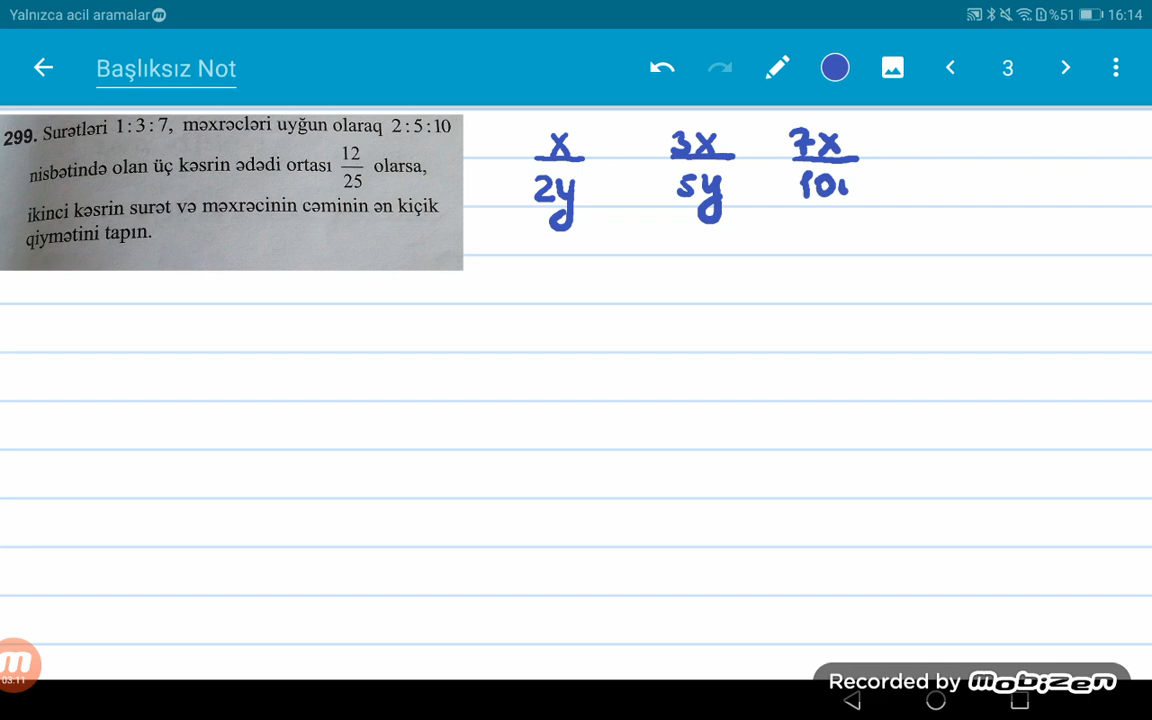 Yalnızca acil aramalar
%51 16:14
Başlıksız Not
3
299. Surətləri 1 : 3 : 7, məxrəcləri uyğun olaraq 2 : 5 : 10
nisbətində olan üç kəsrin ədədi ortası 12/25 olarsa,
ikinci kəsrin surət və məxrəcinin cəminin ən kiçik
qiymətini tapın.
x 3x 7x
2y 5y 10
03:11
Recorded by mobizen